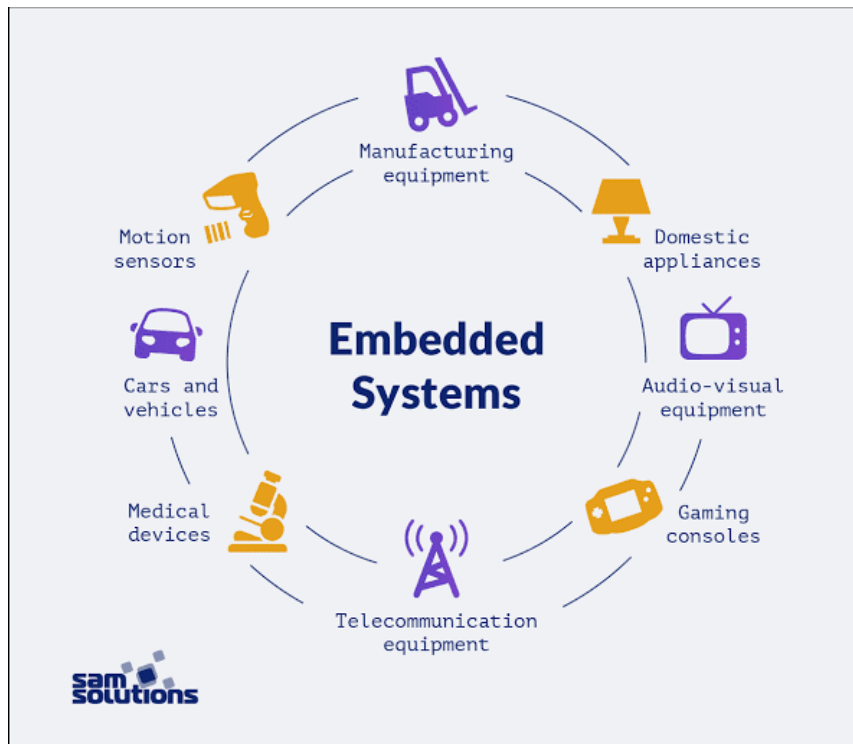 Manufacturing
equipment
Motion
sensors
Domestic
appliances
Embedded
Systems
Cars and
vehicles
Audio-visual
equipment
Medical
devices
Gaming
consoles
Telecommunication
equipment
sam
solutions